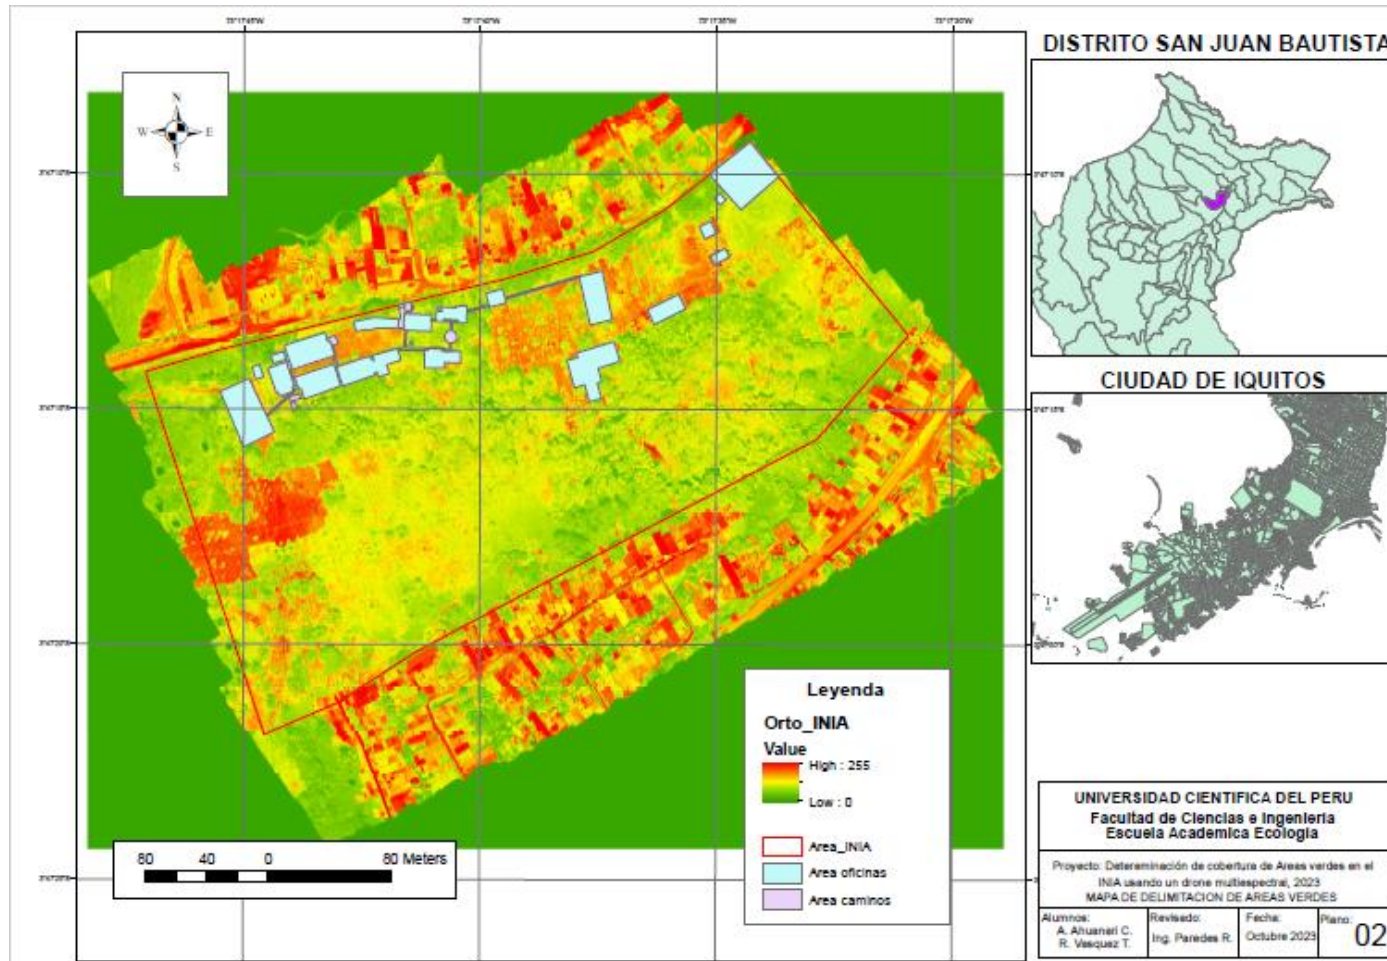 DISTRITO SAN JUAN BAUTISTA
N
W E
S
CIUDAD DE IQUITOS
Leyenda
Orto_INIA
Value
High : 255
Low : 0
Area_INIA
Area oficinas
Area caminos
80 40 0 80 Meters
UNIVERSIDAD CIENTIFICA DEL PERU
Facultad de Ciencias e Ingenieria
Escuela Academica Ecologia
Proyecto: Determinación de cobertura de Areas verdes en el
INIA usando un drone multiespectral, 2023
MAPA DE DELIMITACION DE AREAS VERDES
Alumnos:
A. Ahuanari C.
R. Vasquez T.
Revisado:
Ing. Paredes R.
Fecha:
Octubre 2023
Plano:
02